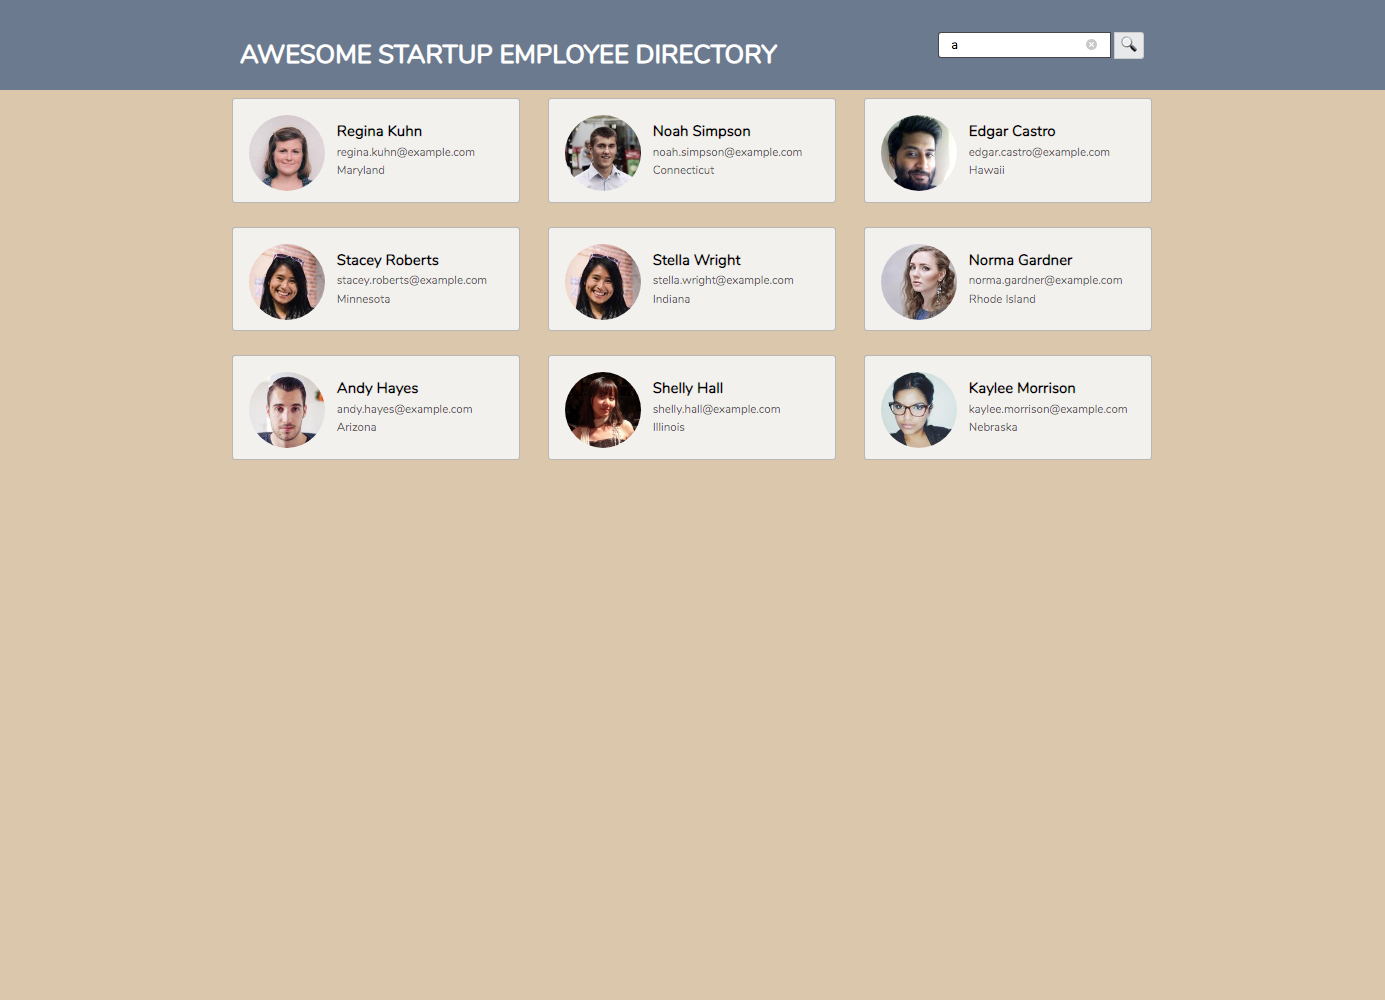 AWESOME STARTUP EMPLOYEE DIRECTORY
a
Regina Kuhn
regina.kuhn@example.com
Maryland
Noah Simpson
noah.simpson@example.com
Connecticut
Edgar Castro
edgar.castro@example.com
Hawaii
Stacey Roberts
stacey.roberts@example.com
Minnesota
Stella Wright
stella.wright@example.com
Indiana
Norma Gardner
norma.gardner@example.com
Rhode Island
Andy Hayes
andy.hayes@example.com
Arizona
Shelly Hall
shelly.hall@example.com
Illinois
Kaylee Morrison
kaylee.morrison@example.com
Nebraska